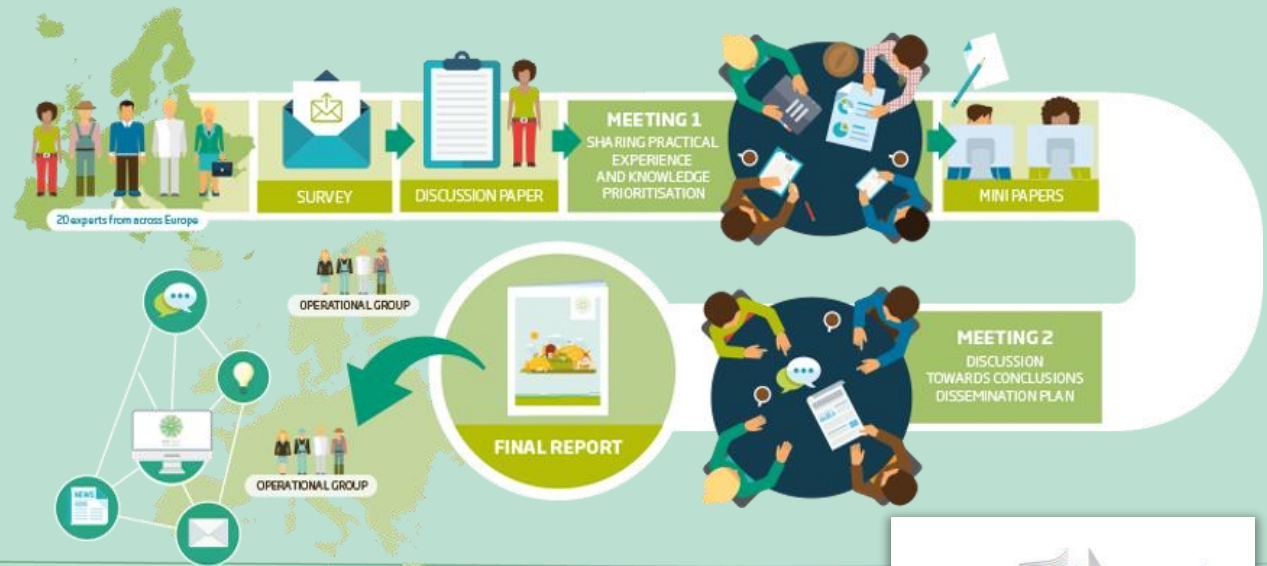 20 experts from across Europe
SURVEY
DISCUSSION PAPER
MEETING 1
SHARING PRACTICAL
EXPERIENCE
AND KNOWLEDGE
PRIORITISATION
MINI PAPERS
MEETING 2
DISCUSSION
TOWARDS CONCLUSIONS
DISSEMINATION PLAN
FINAL REPORT
OPERATIONAL GROUP
OPERATIONAL GROUP
NEWS